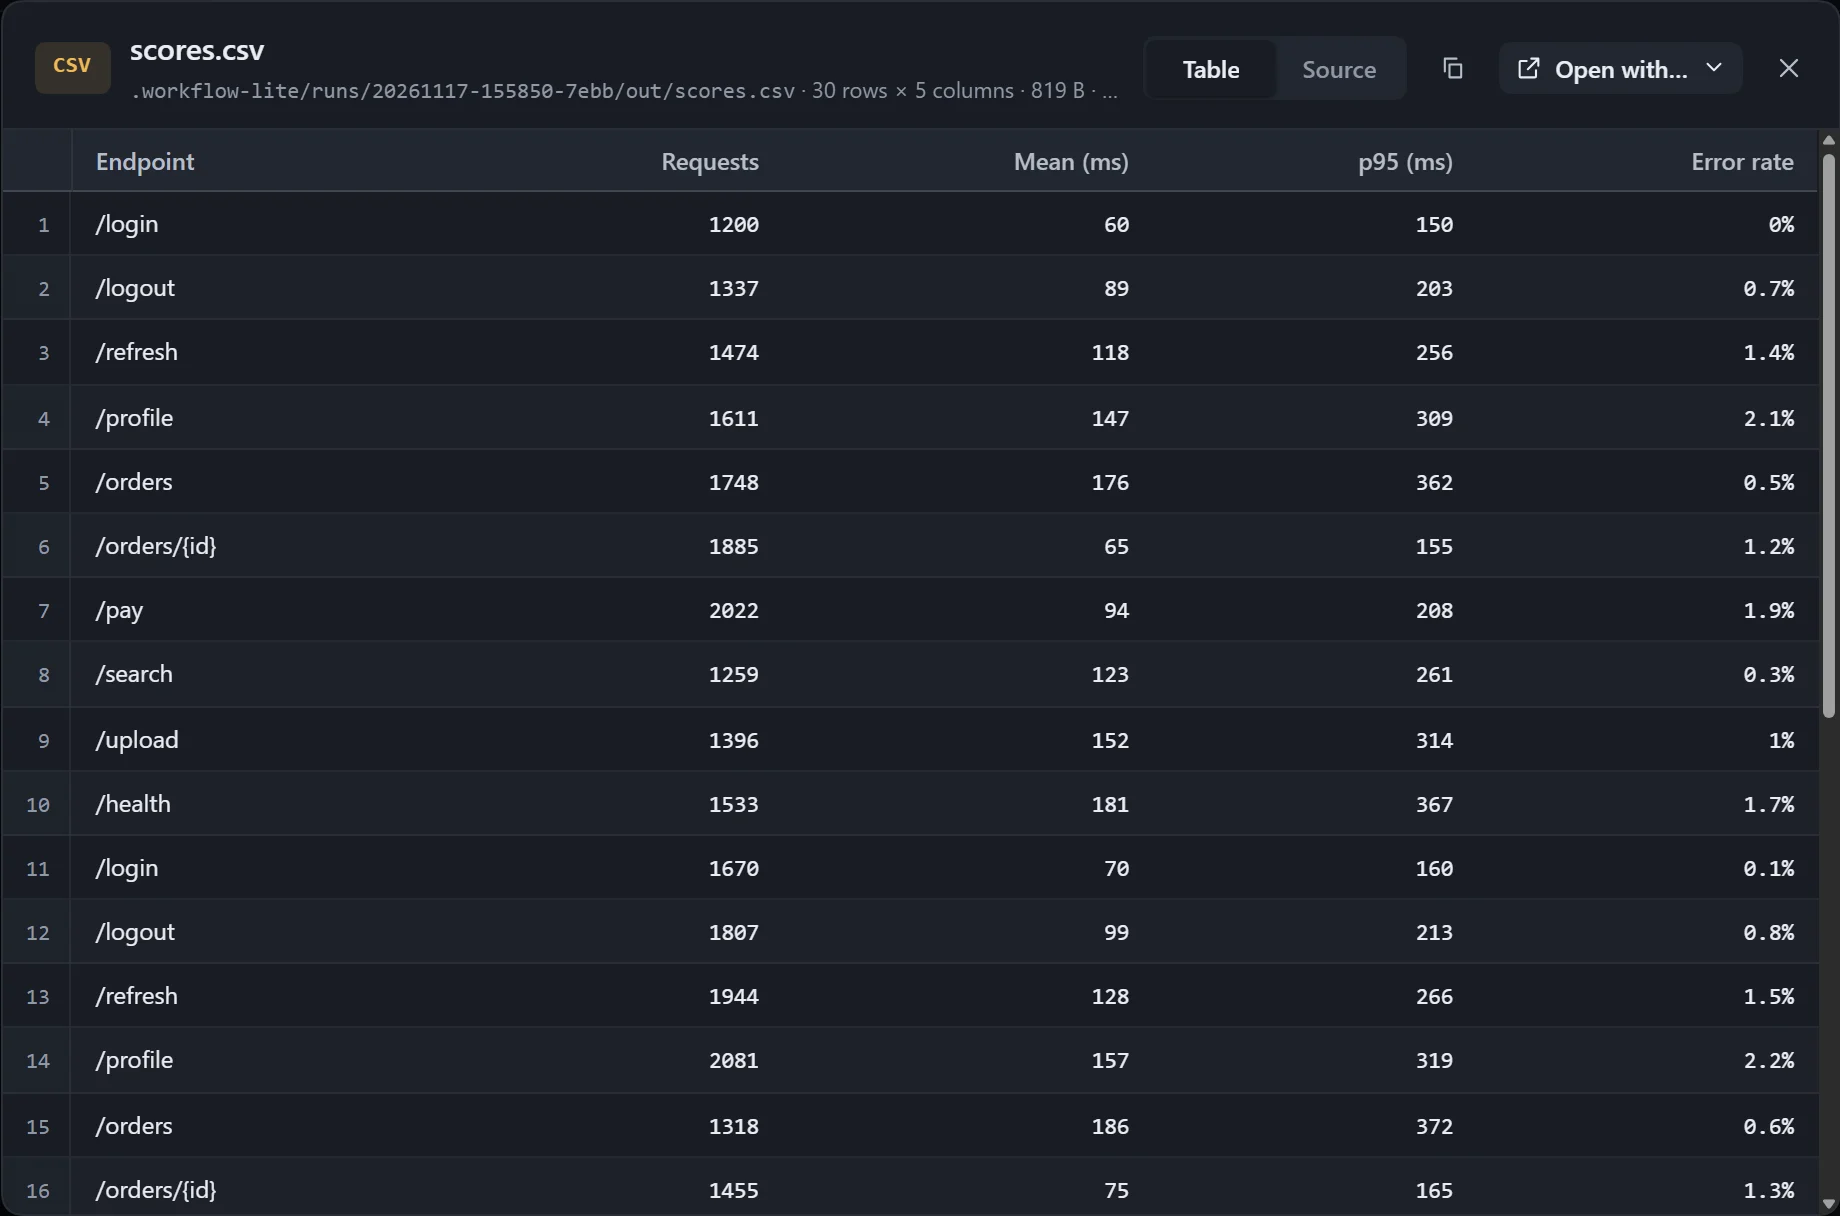 CSV
scores.csv
.workflow-lite/runs/20261117-155850-7ebb/out/scores.csv · 30 rows × 5 columns · 819 B · ...
Table Source Open with...
Endpoint Requests Mean (ms) p95 (ms) Error rate
1 /login 1200 60 150 0%
2 /logout 1337 89 203 0.7%
3 /refresh 1474 118 256 1.4%
4 /profile 1611 147 309 2.1%
5 /orders 1748 176 362 0.5%
6 /orders/{id} 1885 65 155 1.2%
7 /pay 2022 94 208 1.9%
8 /search 1259 123 261 0.3%
9 /upload 1396 152 314 1%
10 /health 1533 181 367 1.7%
11 /login 1670 70 160 0.1%
12 /logout 1807 99 213 0.8%
13 /refresh 1944 128 266 1.5%
14 /profile 2081 157 319 2.2%
15 /orders 1318 186 372 0.6%
16 /orders/{id} 1455 75 165 1.3%